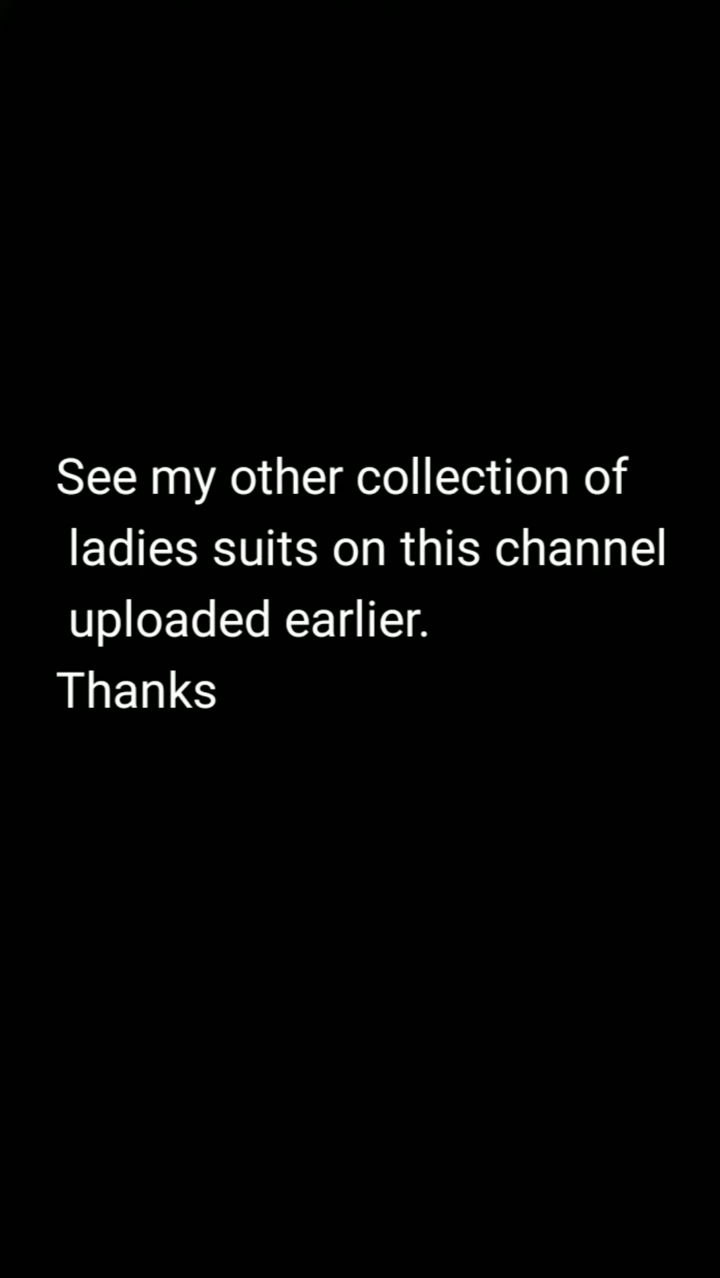 See my other collection of
ladies suits on this channel
uploaded earlier.
Thanks